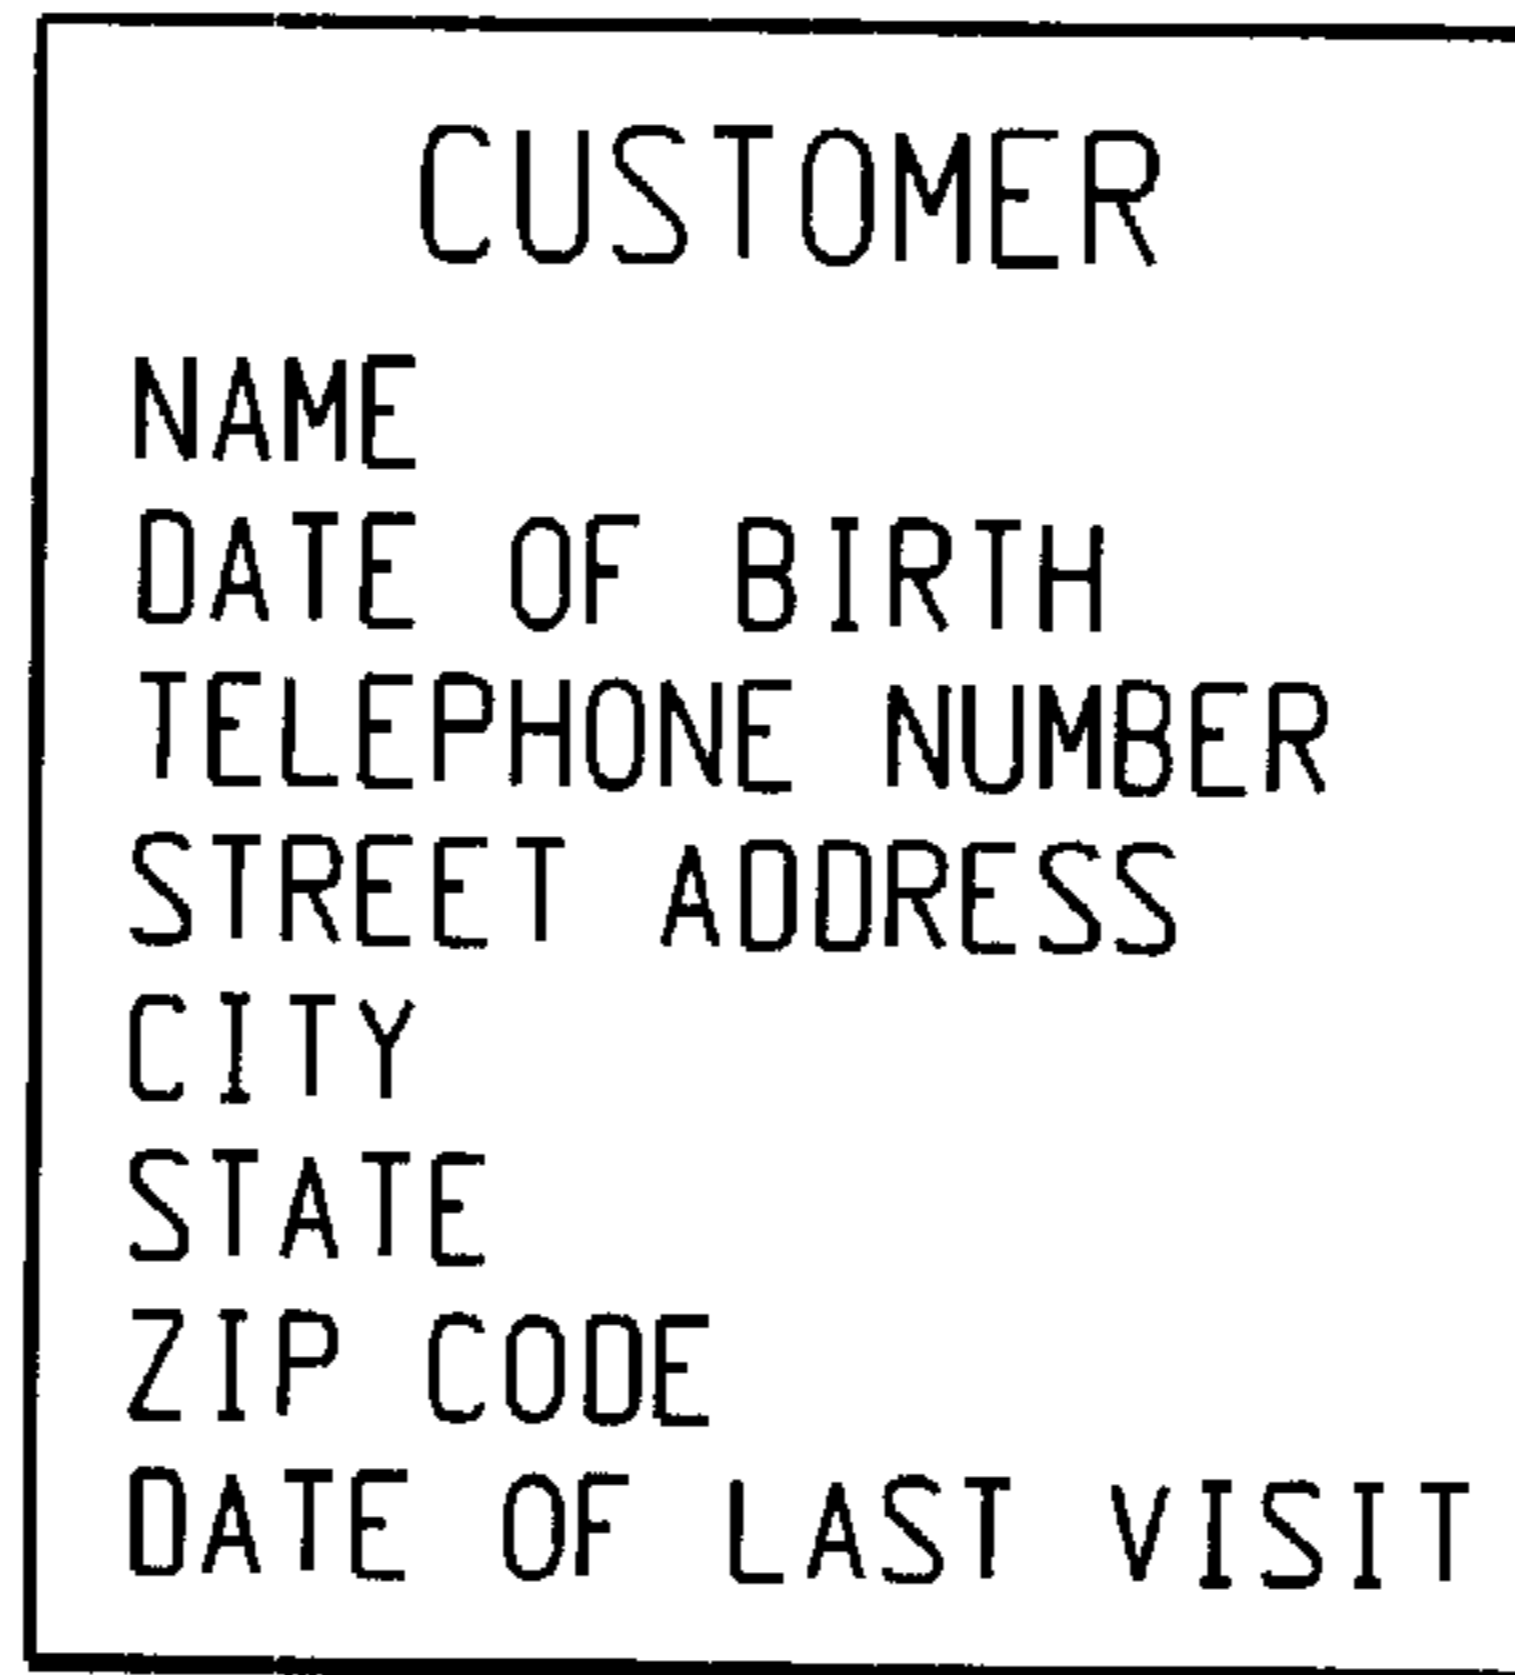 CUSTOMER
NAME
DATE OF BIRTH
TELEPHONE NUMBER
STREET ADDRESS
CITY
STATE
ZIP CODE
DATE OF LAST VISIT